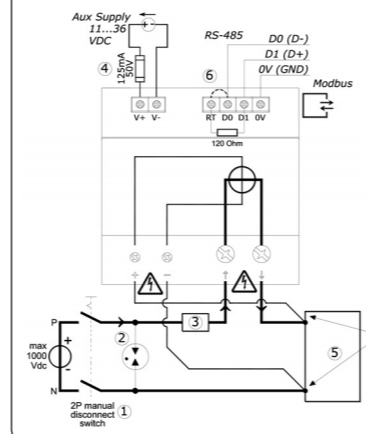 Aux Supply
11...36
VDC
RS-485
D0 (D-)
D1 (D+)
0V (GND)
④
125mA
50V
⑥
Modbus
V+ V-
RT D0 D1 0V
120 Ohm
+ -
P
②
③
⑤
max
1000
Vdc
+
-
N
2P manual
disconnect
switch
①